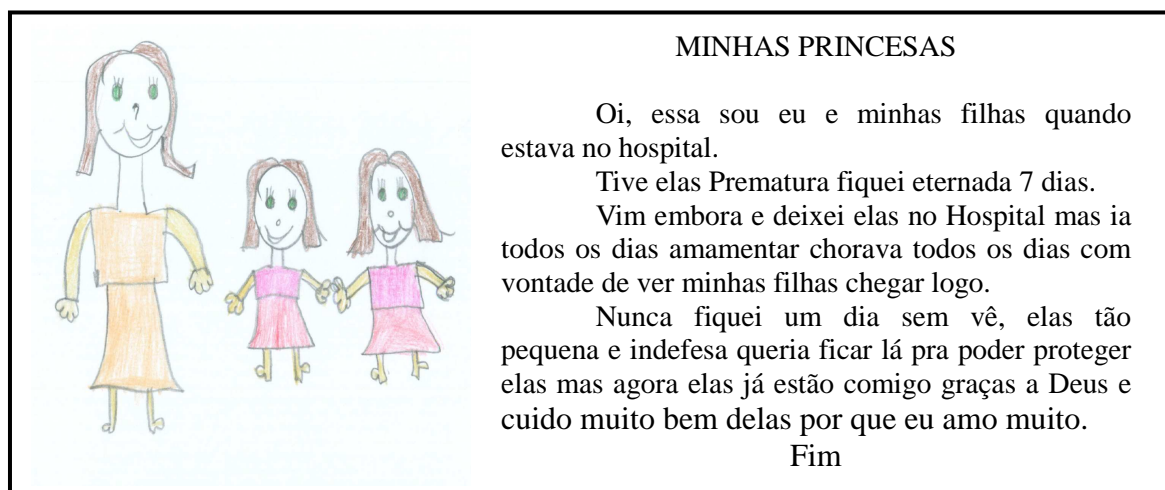 MINHAS PRINCESAS
Oi, essa sou eu e minhas filhas quando
estava no hospital.
Tive elas Prematura fiquei eternada 7 dias.
Vim embora e deixei elas no Hospital mas ia
todos os dias amamentar chorava todos os dias com
vontade de ver minhas filhas chegar logo.
Nunca fiquei um dia sem vê, elas tão
pequena e indefesa queria ficar lá pra poder proteger
elas mas agora elas já estão comigo graças a Deus e
cuido muito bem delas por que eu amo muito.
Fim